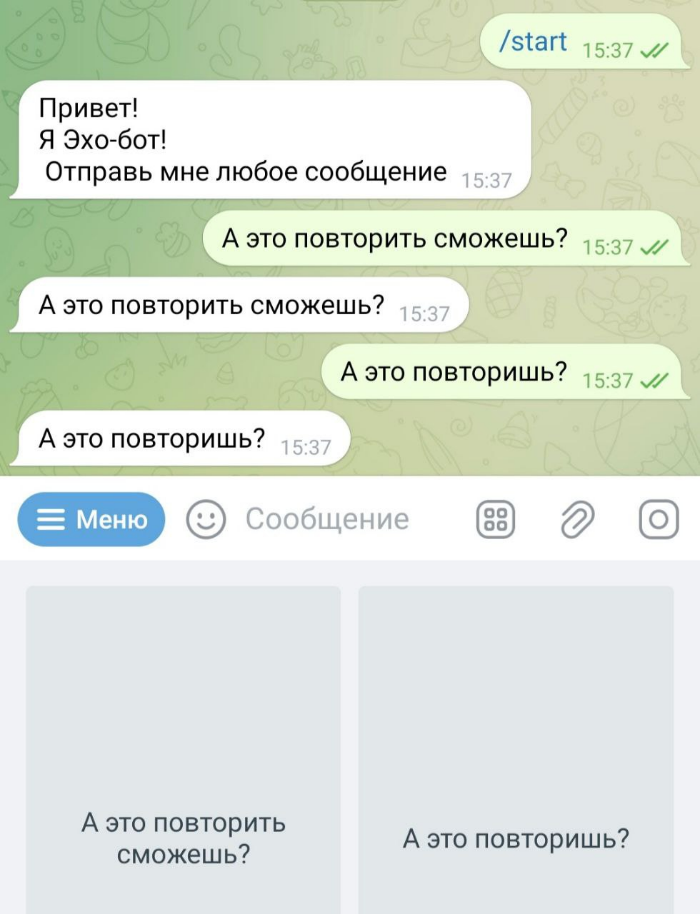 /start 15:37
Привет!
Я Эхо-бот!
Отправь мне любое сообщение 15:37
А это повторить сможешь? 15:37
А это повторить сможешь? 15:37
А это повторишь? 15:37
А это повторишь? 15:37
Меню Сообщение
А это повторить
сможешь?
А это повторишь?